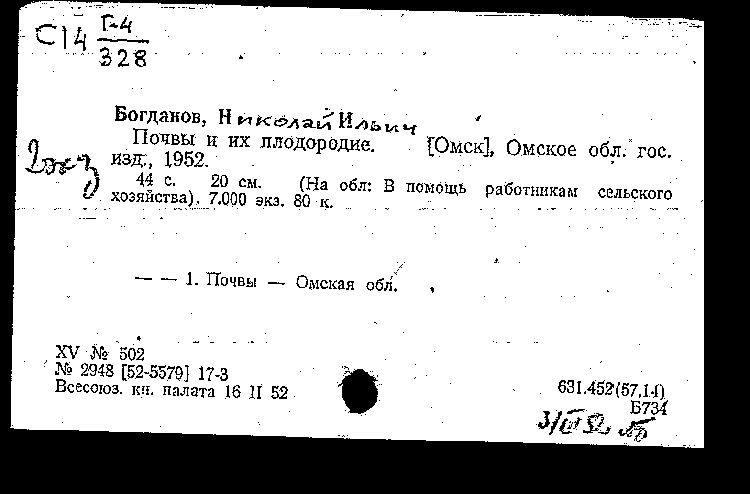 С14 Г-4/328
Богданов, Николай Ильич
Почвы и их плодородие. [Омск], Омское обл. гос.
изд., 1952.
2 экз
44 с. 20 см. (На обл: В помощь работникам сельского
хозяйства). 7.000 экз. 80 к.
— — 1. Почвы — Омская обл.
XV № 502
№ 2948 [52-5579] 17-3
Всесоюз. кн. палата 16 II 52
631.452(57.14)
Б734